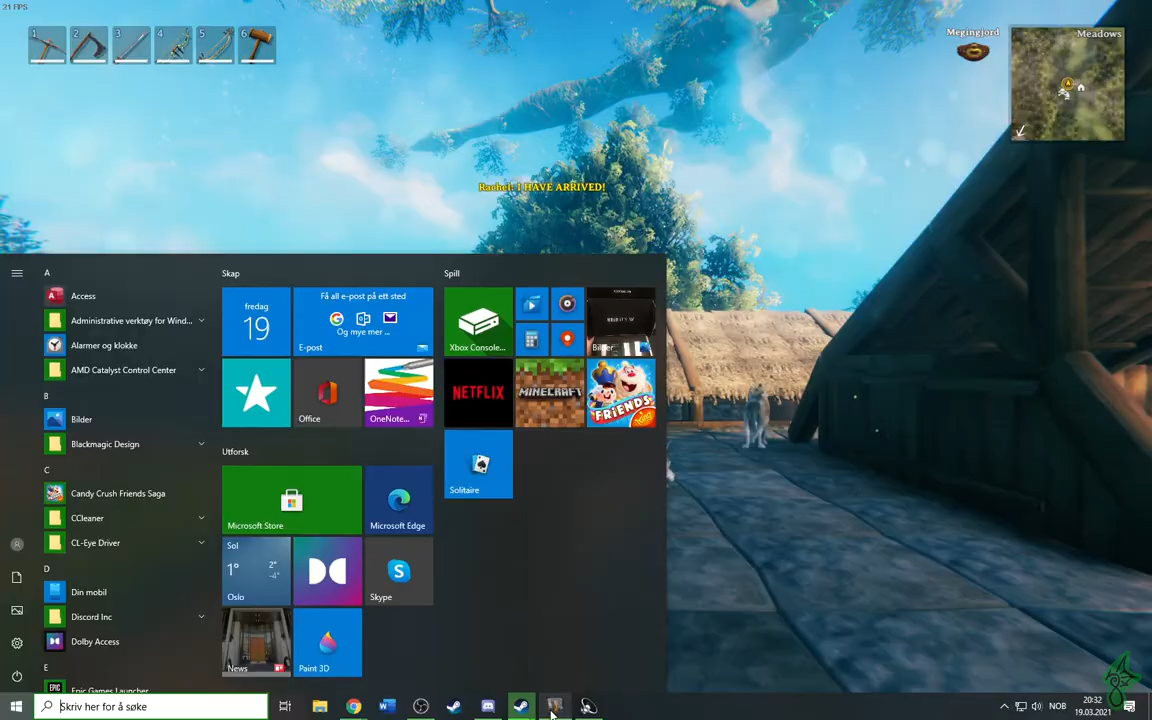 21 FPS
1
2
3
4
5
6
Megingjord
Meadows
Rachel: I HAVE ARRIVED!
A
Access
Administrative verktøy for Wind...
Alarmer og klokke
AMD Catalyst Control Center
B
Bilder
Blackmagic Design
C
Candy Crush Friends Saga
CCleaner
CL-Eye Driver
D
Din mobil
Discord Inc
Dolby Access
E
Epic Games Launcher
Skap
fredag
19
Få all e-post på ett sted
Og mye mer ...
E-post
Office
OneNote...
Utforsk
Microsoft Store
Microsoft Edge
Sol
1°
2°
-4°
Oslo
Skype
News
Paint 3D
Spill
Xbox Console...
Bilder
NETFLIX
MINECRAFT
FRIENDS
Solitaire
Skriv her for å søke
NOB
20:32
19.03.2021